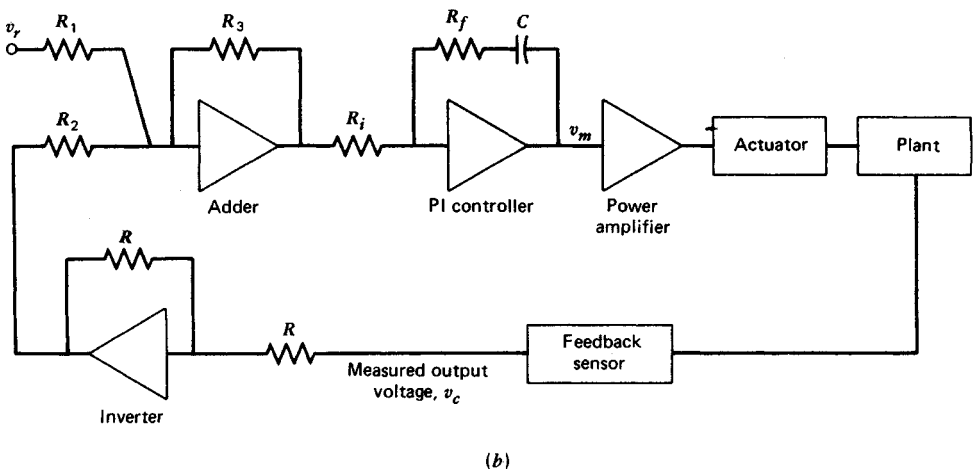 v_r
R_1
R_3
R_f
C
R_2
R_i
v_m
Actuator
Plant
Adder
PI controller
Power
amplifier
R
R
Feedback
sensor
Measured output
voltage, v_c
Inverter
(b)